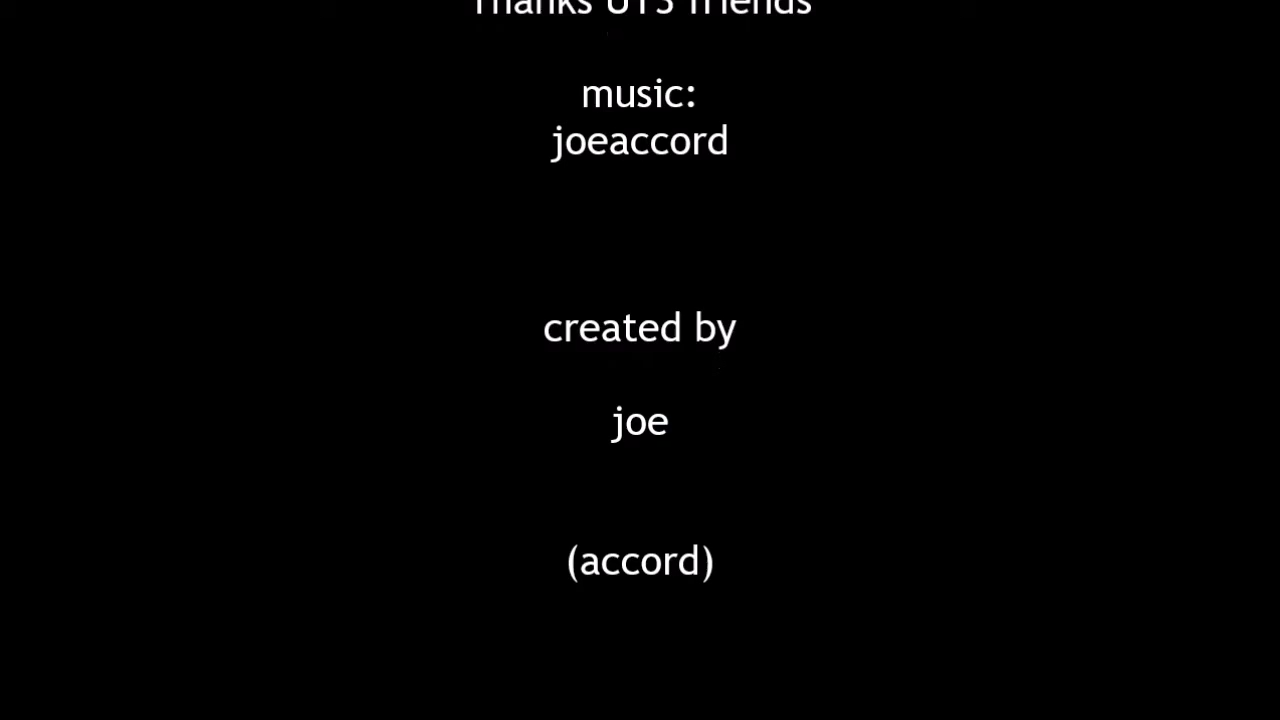 Thanks friends
music:
joeaccord
created by
joe
(accord)